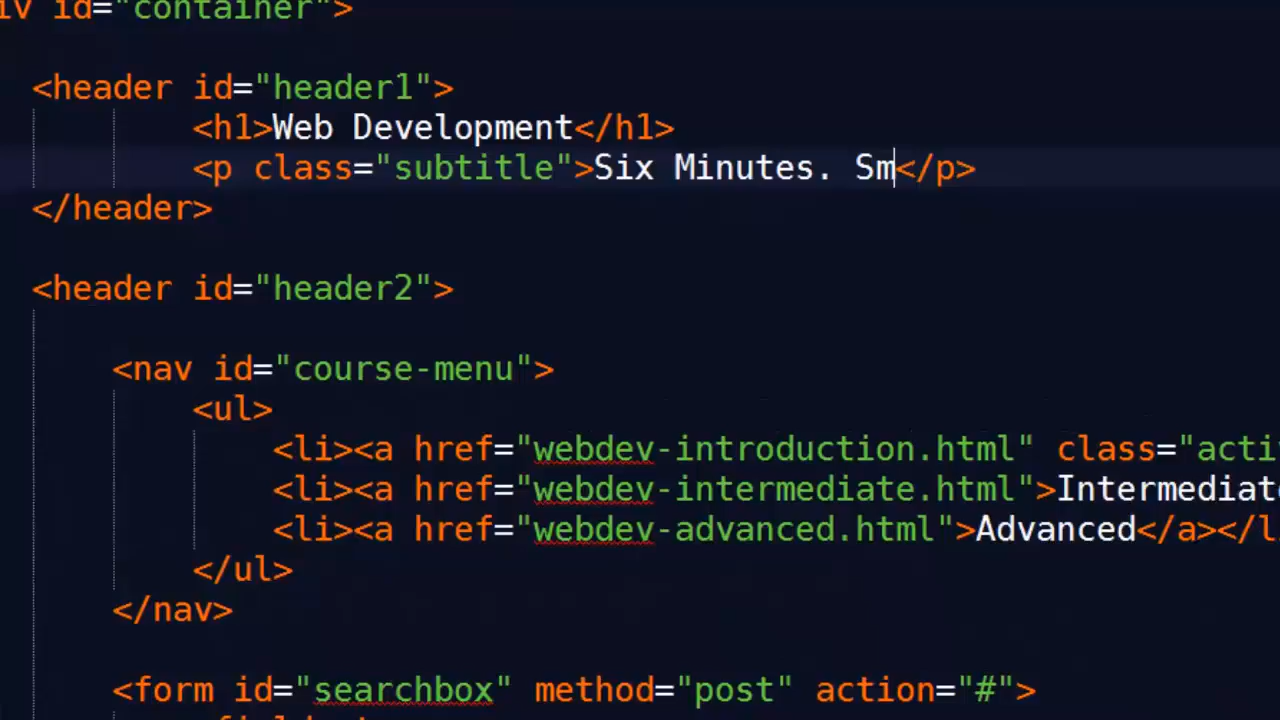 iv id="container">
<header id="header1">
<h1>Web Development</h1>
<p class="subtitle">Six Minutes. Sm</p>
</header>
<header id="header2">
<nav id="course-menu">
<ul>
<li><a href="webdev-introduction.html" class="acti
<li><a href="webdev-intermediate.html">Intermediate
<li><a href="webdev-advanced.html">Advanced</a></l
</ul>
</nav>
<form id="searchbox" method="post" action="#">